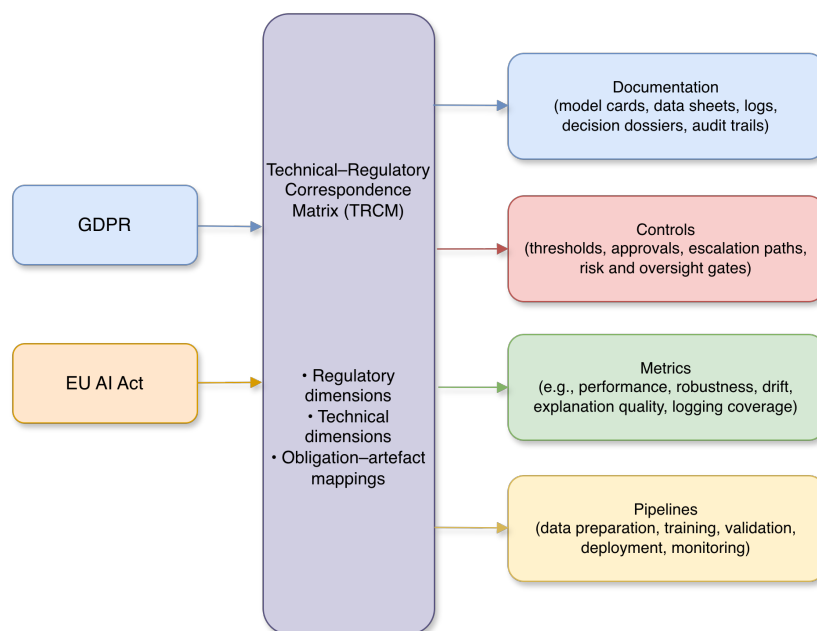 GDPR
EU AI Act
Technical–Regulatory
Correspondence
Matrix (TRCM)
• Regulatory
dimensions
• Technical
dimensions
• Obligation–artefact
mappings
Documentation
(model cards, data sheets, logs,
decision dossiers, audit trails)
Controls
(thresholds, approvals, escalation paths,
risk and oversight gates)
Metrics
(e.g., performance, robustness, drift,
explanation quality, logging coverage)
Pipelines
(data preparation, training, validation,
deployment, monitoring)